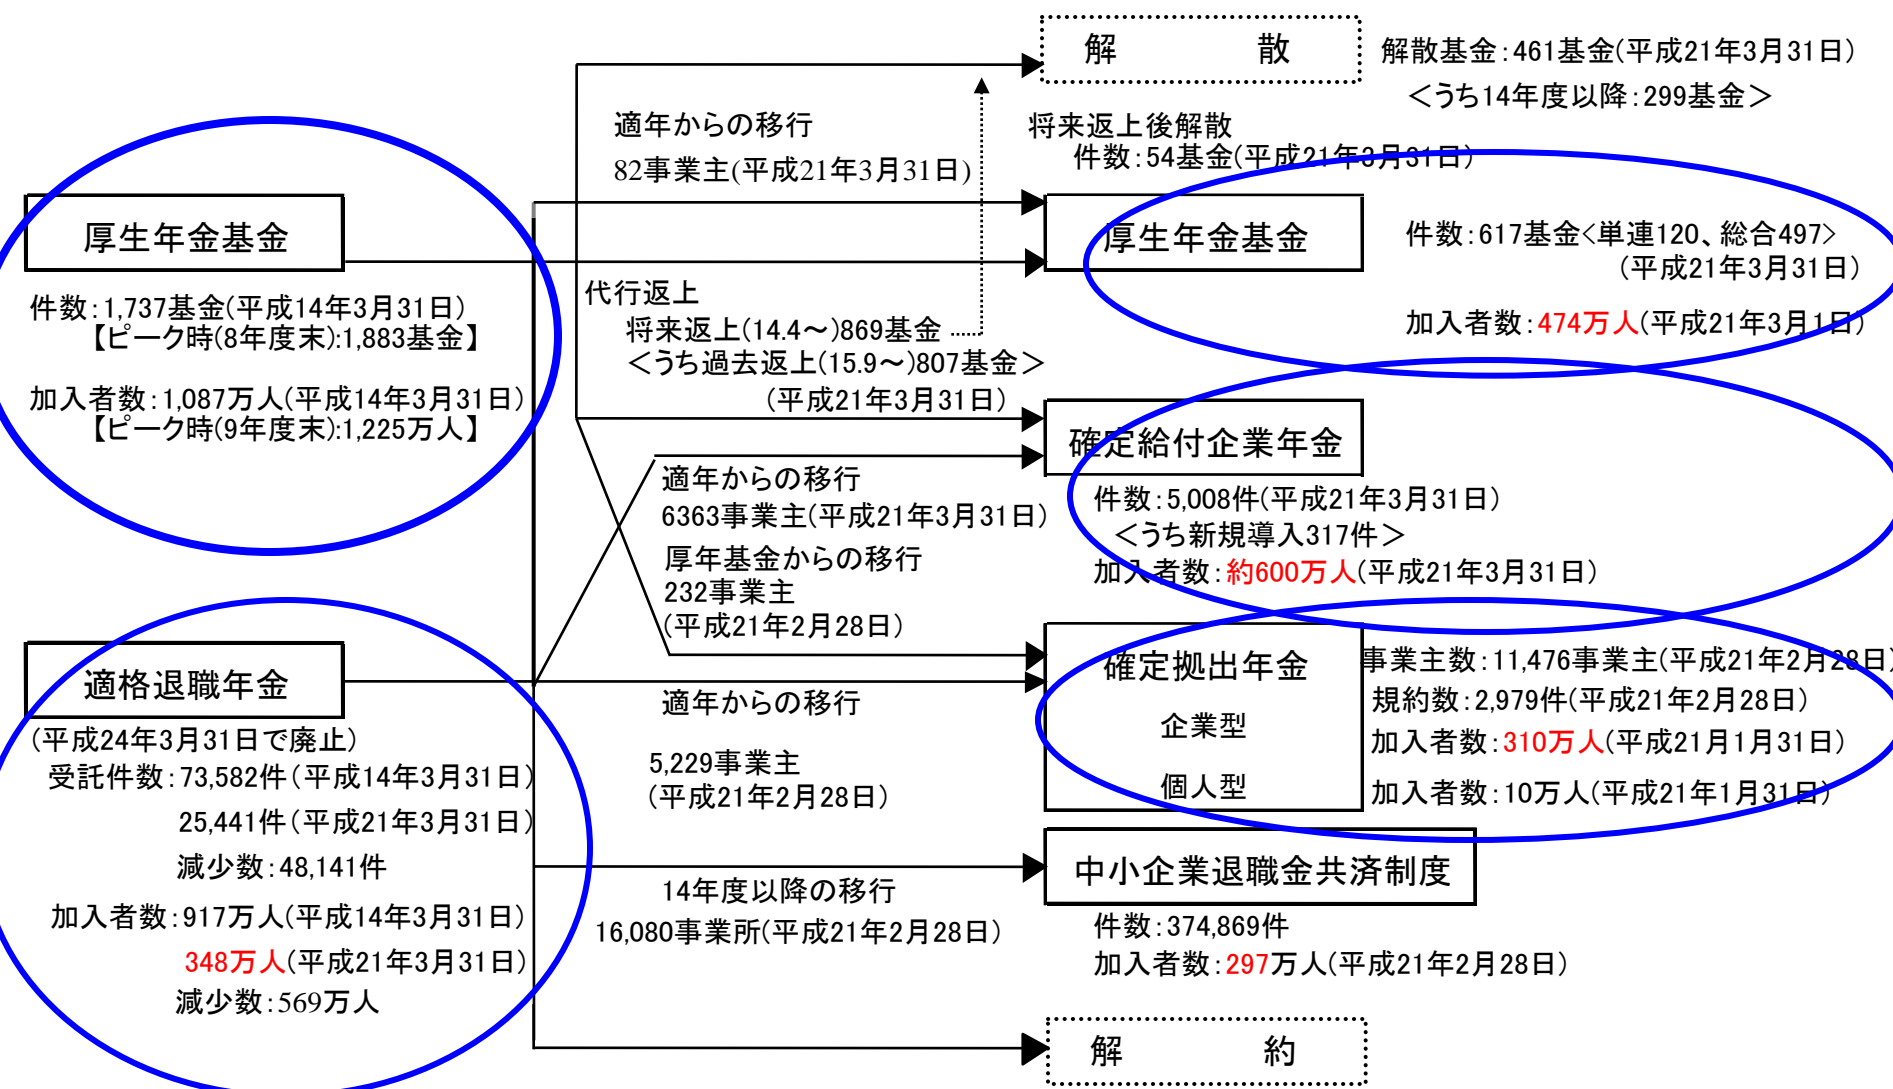 解　散
解散基金：461基金(平成21年3月31日)
＜うち14年度以降：299基金＞
適年からの移行
82事業主(平成21年3月31日)
将来返上後解散
件数：54基金(平成21年3月31日)
厚生年金基金
件数：1,737基金(平成14年3月31日)
【ピーク時(8年度末):1,883基金】
加入者数：1,087万人(平成14年3月31日)
【ピーク時(9年度末):1,225万人】
厚生年金基金
件数：617基金<単連120、総合497>
(平成21年3月31日)
加入者数：474万人(平成21年3月1日)
代行返上
将来返上(14.4～)869基金
＜うち過去返上(15.9～)807基金＞
(平成21年3月31日)
確定給付企業年金
件数：5,008件(平成21年3月31日)
＜うち新規導入317件＞
加入者数：約600万人(平成21年3月31日)
適年からの移行
6363事業主(平成21年3月31日)
厚年基金からの移行
232事業主
(平成21年2月28日)
適格退職年金
(平成24年3月31日で廃止)
受託件数：73,582件(平成14年3月31日)
25,441件(平成21年3月31日)
減少数：48,141件
加入者数：917万人(平成14年3月31日)
348万人(平成21年3月31日)
減少数：569万人
確定拠出年金
企業型
個人型
事業主数：11,476事業主(平成21年2月28日)
規約数：2,979件(平成21年2月28日)
加入者数：310万人(平成21月1月31日)
加入者数：10万人(平成21年1月31日)
適年からの移行
5,229事業主
(平成21年2月28日)
14年度以降の移行
16,080事業所(平成21年2月28日)
中小企業退職金共済制度
件数：374,869件
加入者数：297万人(平成21年2月28日)
解　約